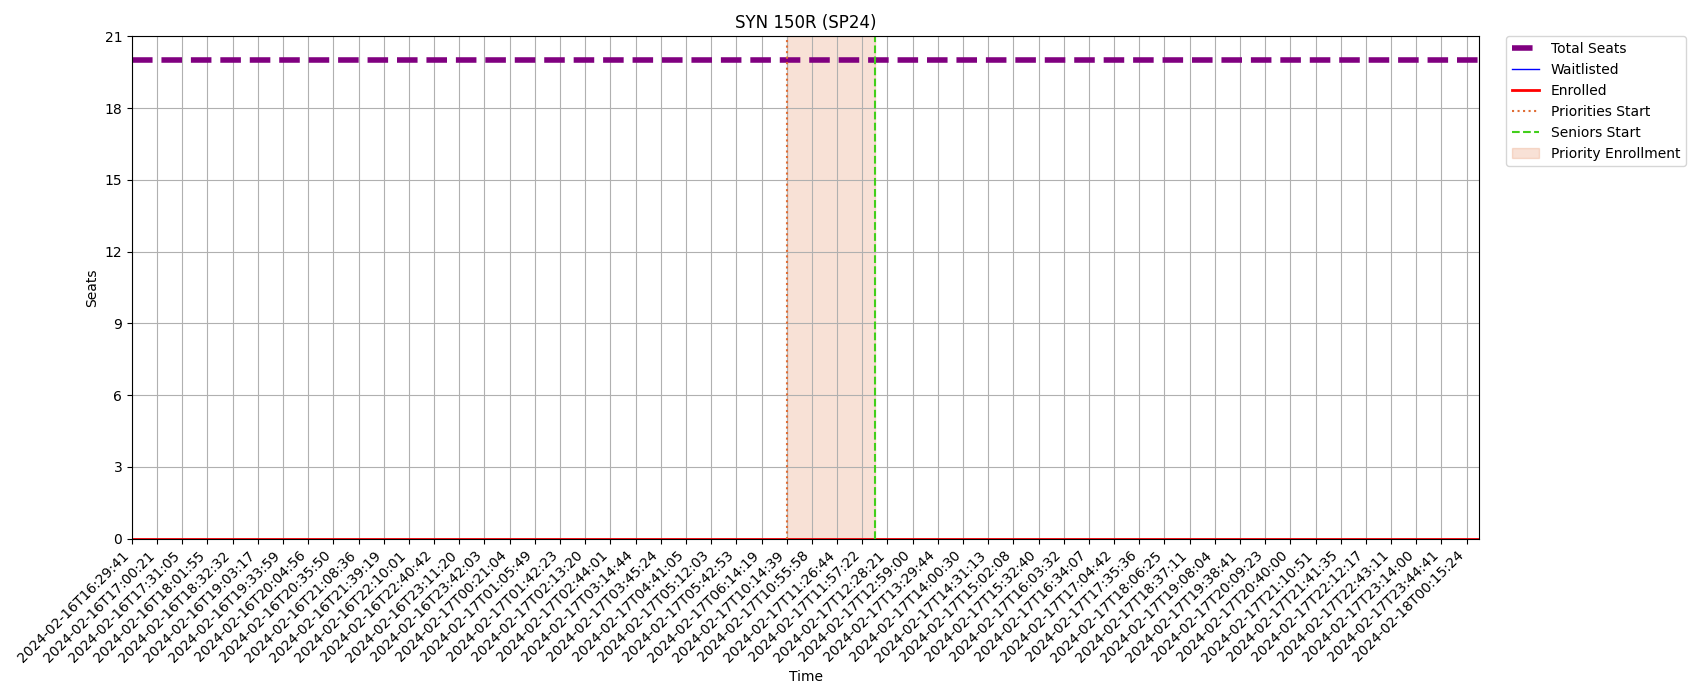 SYN 150R (SP24)
21
18
15
12
9
6
3
0
Seats
2024-02-16T16:29:41
2024-02-16T17:00:21
2024-02-16T17:31:05
2024-02-16T18:01:55
2024-02-16T18:32:32
2024-02-16T19:03:17
2024-02-16T19:33:59
2024-02-16T20:04:56
2024-02-16T20:35:50
2024-02-16T21:08:36
2024-02-16T21:39:19
2024-02-16T22:10:01
2024-02-16T22:40:42
2024-02-16T23:11:20
2024-02-16T23:42:03
2024-02-17T00:21:04
2024-02-17T01:05:49
2024-02-17T01:42:23
2024-02-17T02:13:20
2024-02-17T02:44:01
2024-02-17T03:14:44
2024-02-17T03:45:24
2024-02-17T04:41:05
2024-02-17T05:12:03
2024-02-17T05:42:53
2024-02-17T06:14:19
2024-02-17T10:14:39
2024-02-17T10:55:58
2024-02-17T11:26:44
2024-02-17T11:57:22
2024-02-17T12:28:21
2024-02-17T12:59:00
2024-02-17T13:29:44
2024-02-17T14:00:30
2024-02-17T14:31:13
2024-02-17T15:02:08
2024-02-17T15:32:40
2024-02-17T16:03:32
2024-02-17T16:34:07
2024-02-17T17:04:42
2024-02-17T17:35:36
2024-02-17T18:06:25
2024-02-17T18:37:11
2024-02-17T19:08:04
2024-02-17T19:38:41
2024-02-17T20:09:23
2024-02-17T20:40:00
2024-02-17T21:10:51
2024-02-17T21:41:35
2024-02-17T22:12:17
2024-02-17T22:43:11
2024-02-17T23:14:00
2024-02-17T23:44:41
2024-02-18T00:15:24
Time
Total Seats
Waitlisted
Enrolled
Priorities Start
Seniors Start
Priority Enrollment